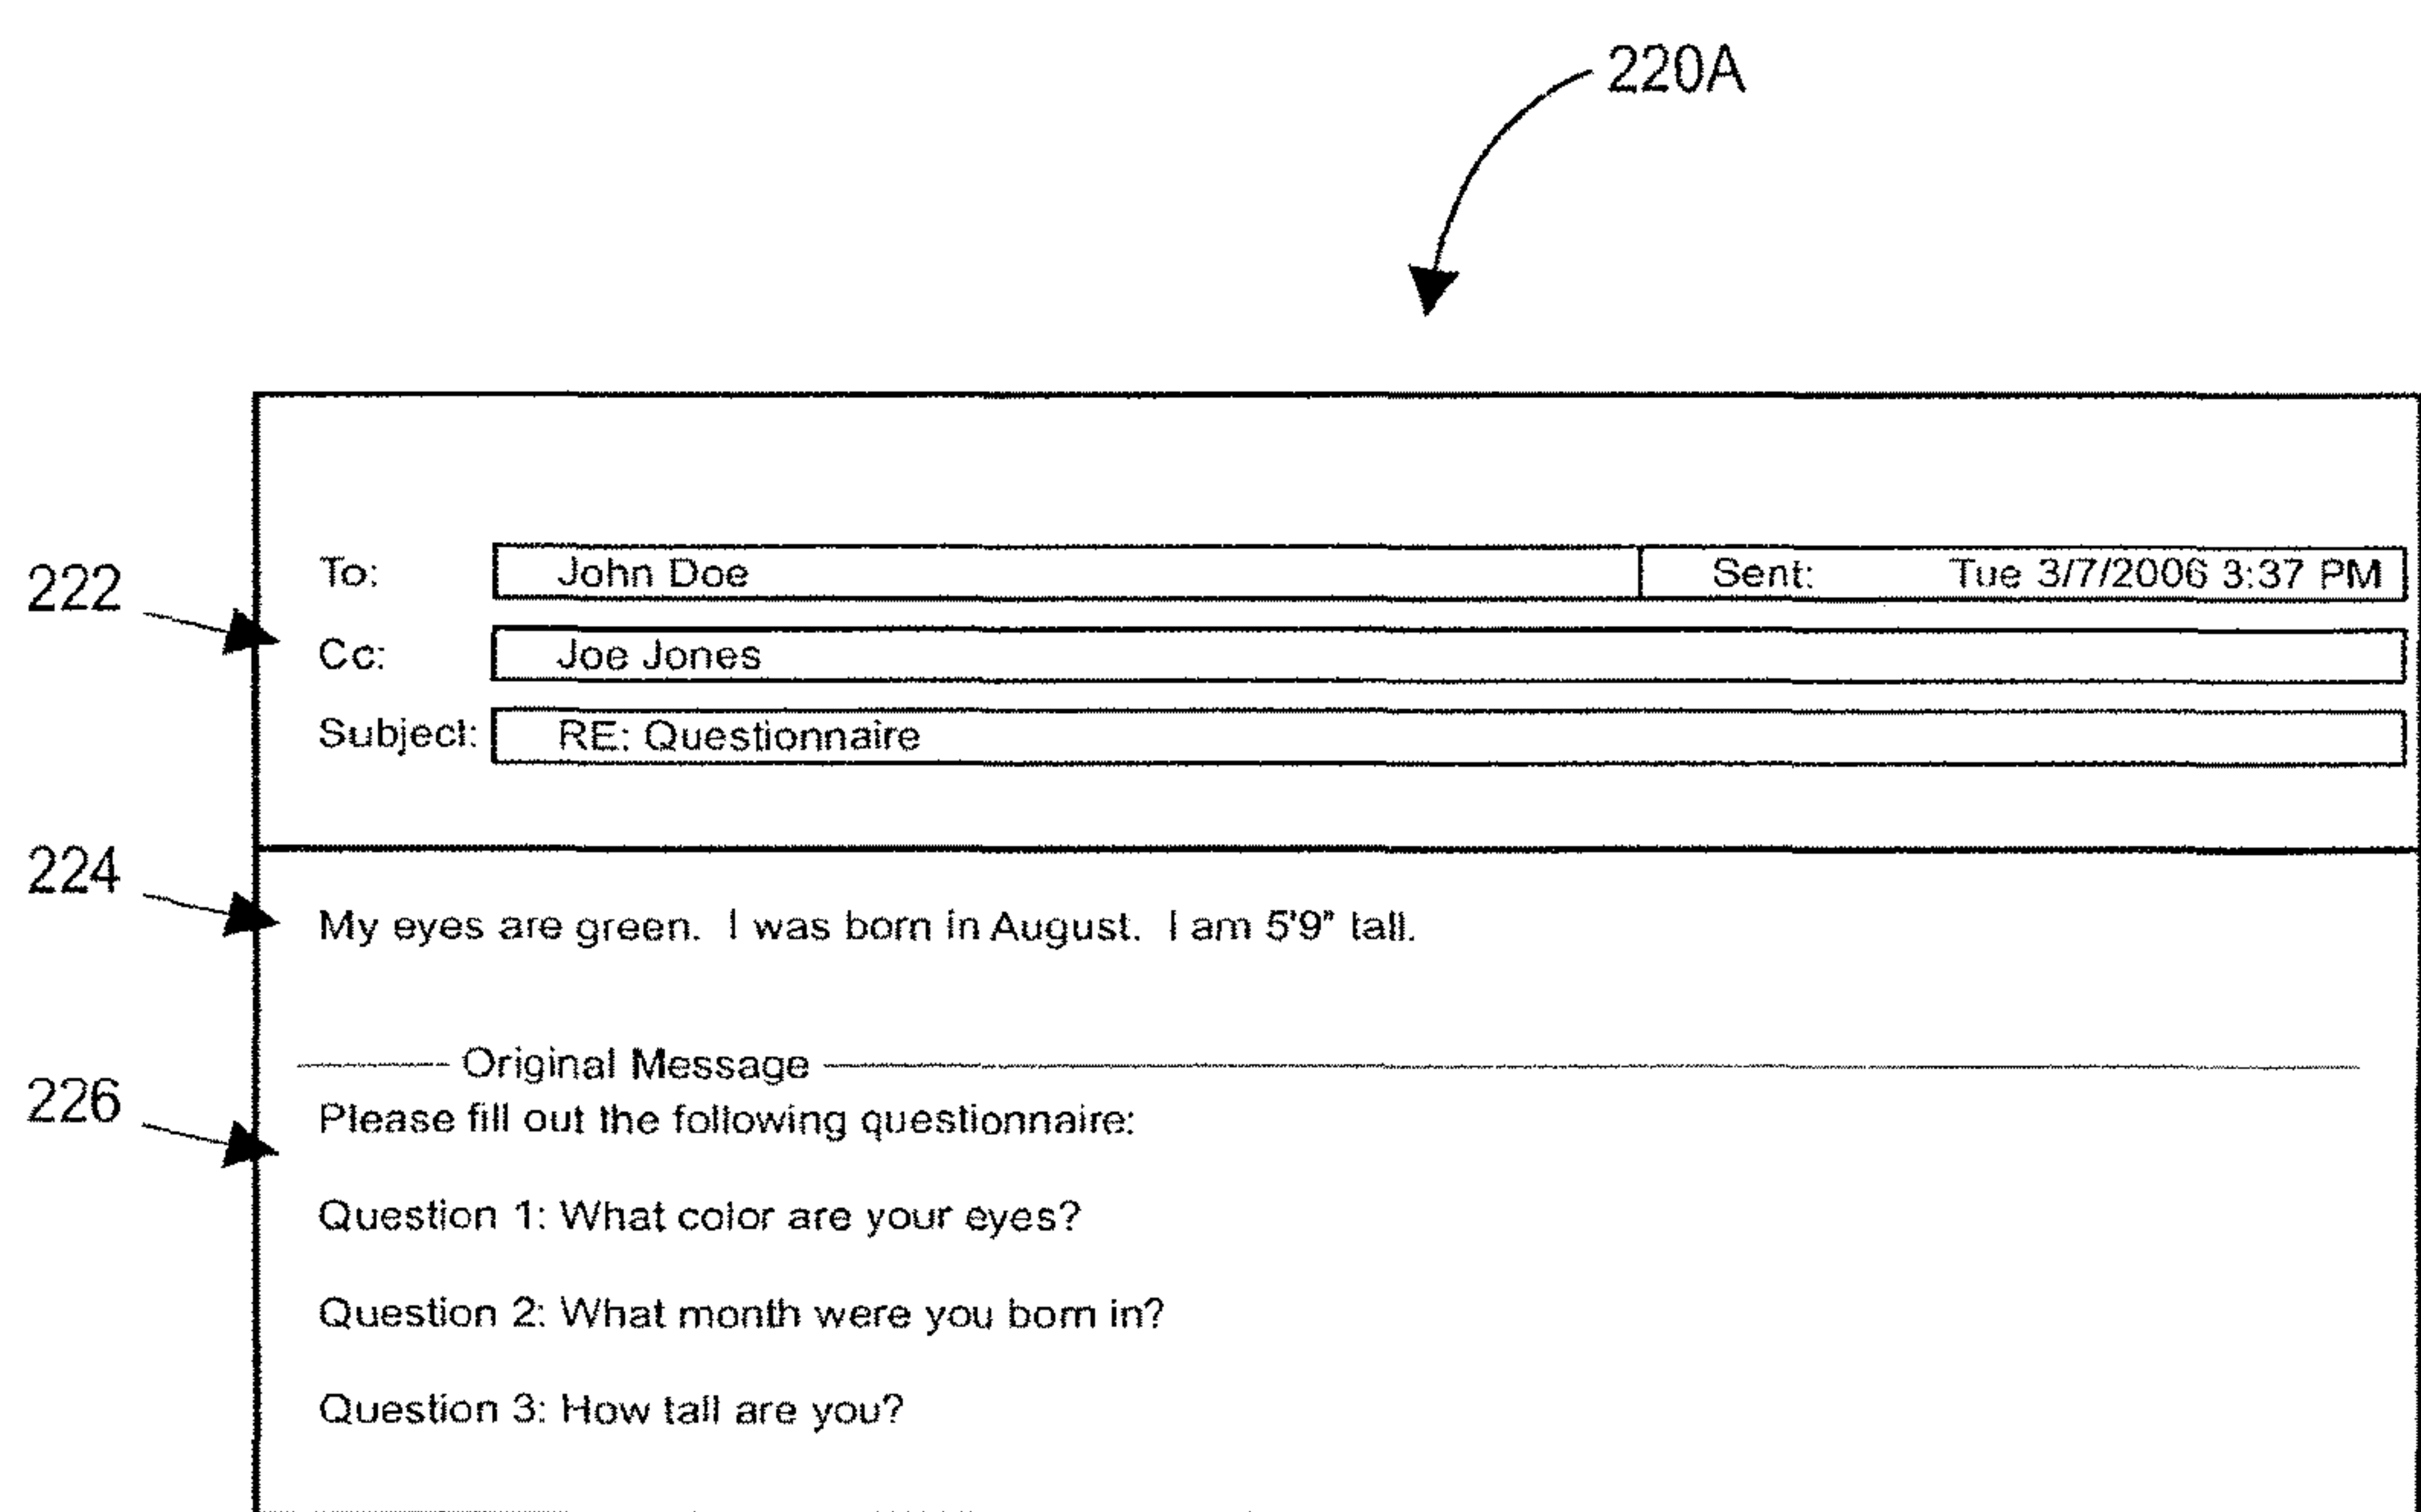 220A
222
To: John Doe Sent: Tue 3/7/2006 3:37 PM
Cc: Joe Jones
Subject: RE: Questionnaire
224
My eyes are green. I was born in August. I am 5'9" tall.
Original Message
226
Please fill out the following questionnaire:
Question 1: What color are your eyes?
Question 2: What month were you born in?
Question 3: How tall are you?